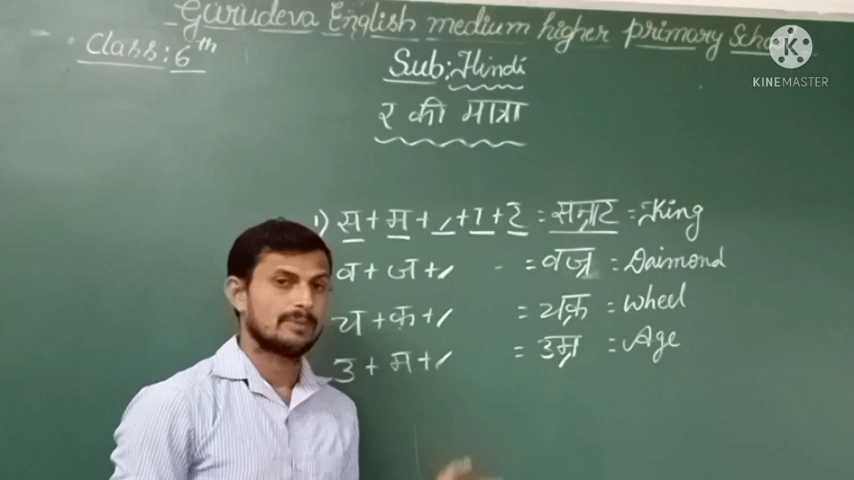 Gurudeva English medium higher primary School
Class: 6th
Sub: Hindi
र की मात्रा
1) स + म + ्र + ा + ट = सम्राट = King
व + ज + ्र = वज्र = Daimond
च + क + ्र = चक्र = Wheel
उ + म + ्र = उम्र = Age
KINEMASTER